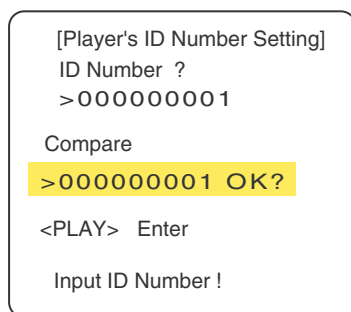 [Player's ID Number Setting]
ID Number ?
>000000001
Compare
>000000001 OK?
<PLAY> Enter
Input ID Number !